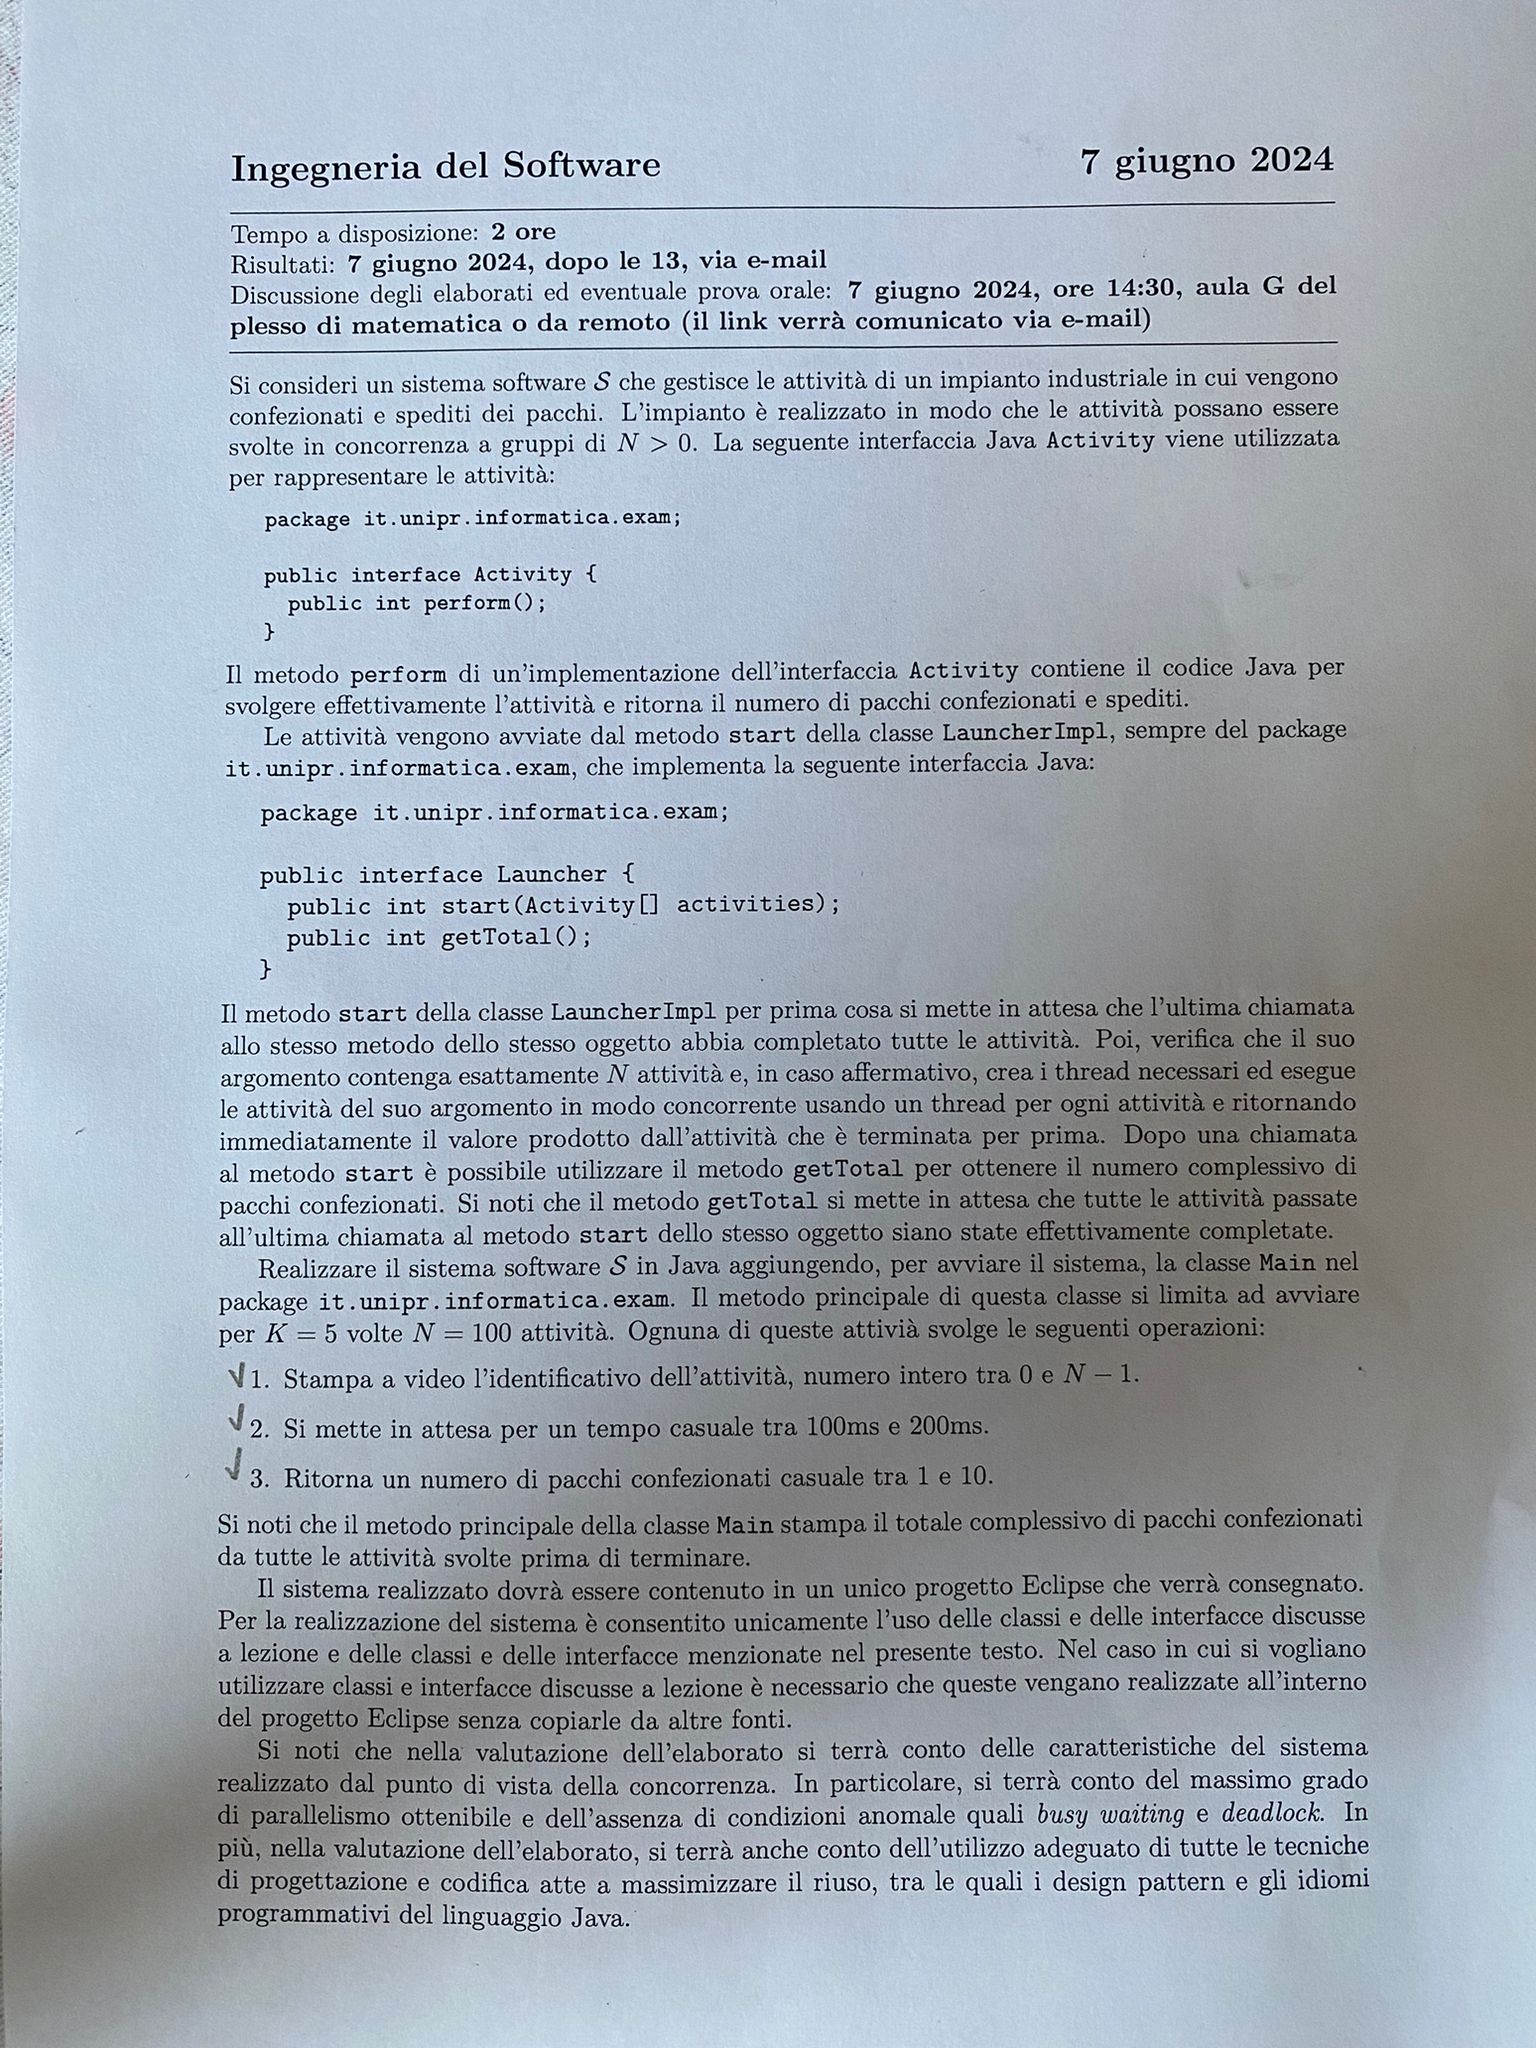 Ingegneria del Software 7 giugno 2024
Tempo a disposizione: 2 ore
Risultati: 7 giugno 2024, dopo le 13, via e-mail
Discussione degli elaborati ed eventuale prova orale: 7 giugno 2024, ore 14:30, aula G del
plesso di matematica o da remoto (il link verrà comunicato via e-mail)
Si consideri un sistema software S che gestisce le attività di un impianto industriale in cui vengono
confezionati e spediti dei pacchi. L'impianto è realizzato in modo che le attività possano essere
svolte in concorrenza a gruppi di N > 0. La seguente interfaccia Java Activity viene utilizzata
per rappresentare le attività:
package it.unipr.informatica.exam;
public interface Activity {
public int perform();
}
Il metodo perform di un'implementazione dell'interfaccia Activity contiene il codice Java per
svolgere effettivamente l'attività e ritorna il numero di pacchi confezionati e spediti.
Le attività vengono avviate dal metodo start della classe LauncherImpl, sempre del package
it.unipr.informatica.exam, che implementa la seguente interfaccia Java:
package it.unipr.informatica.exam;
public interface Launcher {
public int start(Activity[] activities);
public int getTotal();
}
Il metodo start della classe LauncherImpl per prima cosa si mette in attesa che l'ultima chiamata
allo stesso metodo dello stesso oggetto abbia completato tutte le attività. Poi, verifica che il suo
argomento contenga esattamente N attività e, in caso affermativo, crea i thread necessari ed esegue
le attività del suo argomento in modo concorrente usando un thread per ogni attività e ritornando
immediatamente il valore prodotto dall'attività che è terminata per prima. Dopo una chiamata
al metodo start è possibile utilizzare il metodo getTotal per ottenere il numero complessivo di
pacchi confezionati. Si noti che il metodo getTotal si mette in attesa che tutte le attività passate
all'ultima chiamata al metodo start dello stesso oggetto siano state effettivamente completate.
Realizzare il sistema software S in Java aggiungendo, per avviare il sistema, la classe Main nel
package it.unipr.informatica.exam. Il metodo principale di questa classe si limita ad avviare
per K = 5 volte N = 100 attività. Ognuna di queste attivià svolge le seguenti operazioni:
1. Stampa a video l'identificativo dell'attività, numero intero tra 0 e N − 1.
2. Si mette in attesa per un tempo casuale tra 100ms e 200ms.
3. Ritorna un numero di pacchi confezionati casuale tra 1 e 10.
Si noti che il metodo principale della classe Main stampa il totale complessivo di pacchi confezionati
da tutte le attività svolte prima di terminare.
Il sistema realizzato dovrà essere contenuto in un unico progetto Eclipse che verrà consegnato.
Per la realizzazione del sistema è consentito unicamente l'uso delle classi e delle interfacce discusse
a lezione e delle classi e delle interfacce menzionate nel presente testo. Nel caso in cui si vogliano
utilizzare classi e interfacce discusse a lezione è necessario che queste vengano realizzate all'interno
del progetto Eclipse senza copiarle da altre fonti.
Si noti che nella valutazione dell'elaborato si terrà conto delle caratteristiche del sistema
realizzato dal punto di vista della concorrenza. In particolare, si terrà conto del massimo grado
di parallelismo ottenibile e dell'assenza di condizioni anomale quali busy waiting e deadlock. In
più, nella valutazione dell'elaborato, si terrà anche conto dell'utilizzo adeguato di tutte le tecniche
di progettazione e codifica atte a massimizzare il riuso, tra le quali i design pattern e gli idiomi
programmativi del linguaggio Java.